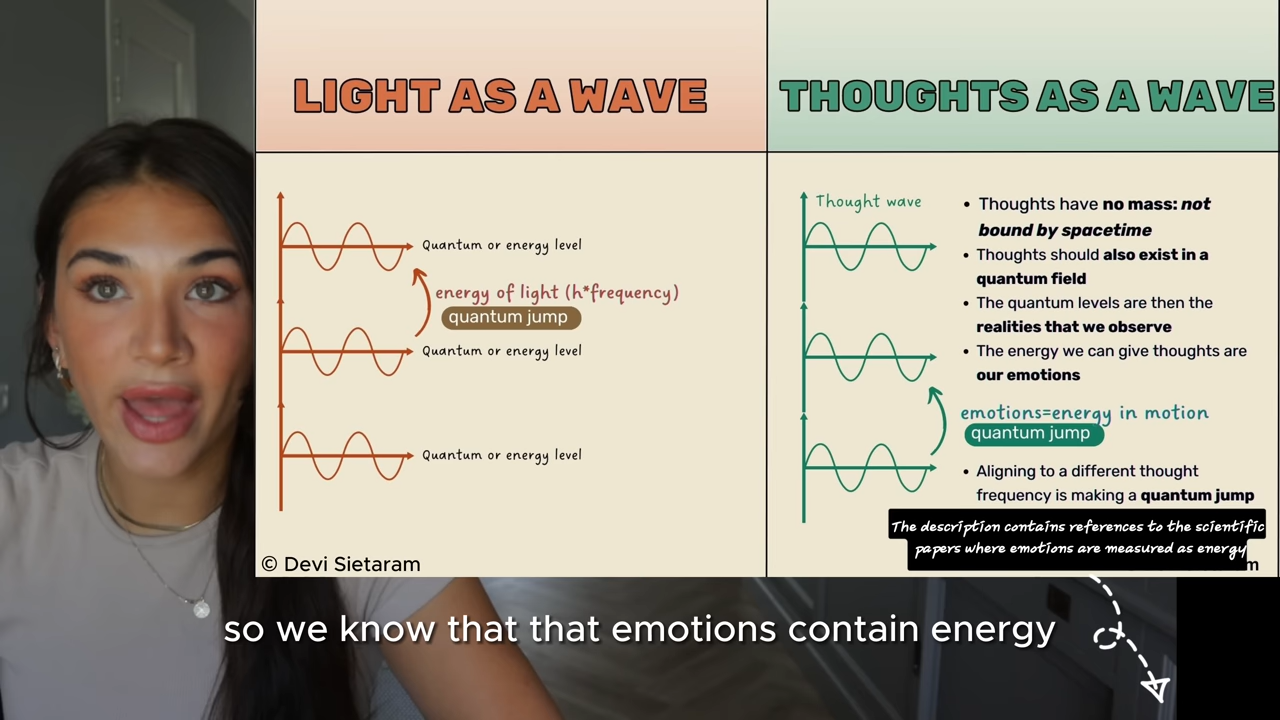 LIGHT AS A WAVE
Quantum or energy level
energy of light (h*frequency)
quantum jump
Quantum or energy level
Quantum or energy level
© Devi Sietaram
THOUGHTS AS A WAVE
Thought wave
• Thoughts have no mass: not
bound by spacetime
• Thoughts should also exist in a
quantum field
• The quantum levels are then the
realities that we observe
• The energy we can give thoughts are
our emotions
emotions=energy in motion
quantum jump
• Aligning to a different thought
frequency is making a quantum jump
The description contains references to the scientific
papers where emotions are measured as energy
so we know that that emotions contain energy